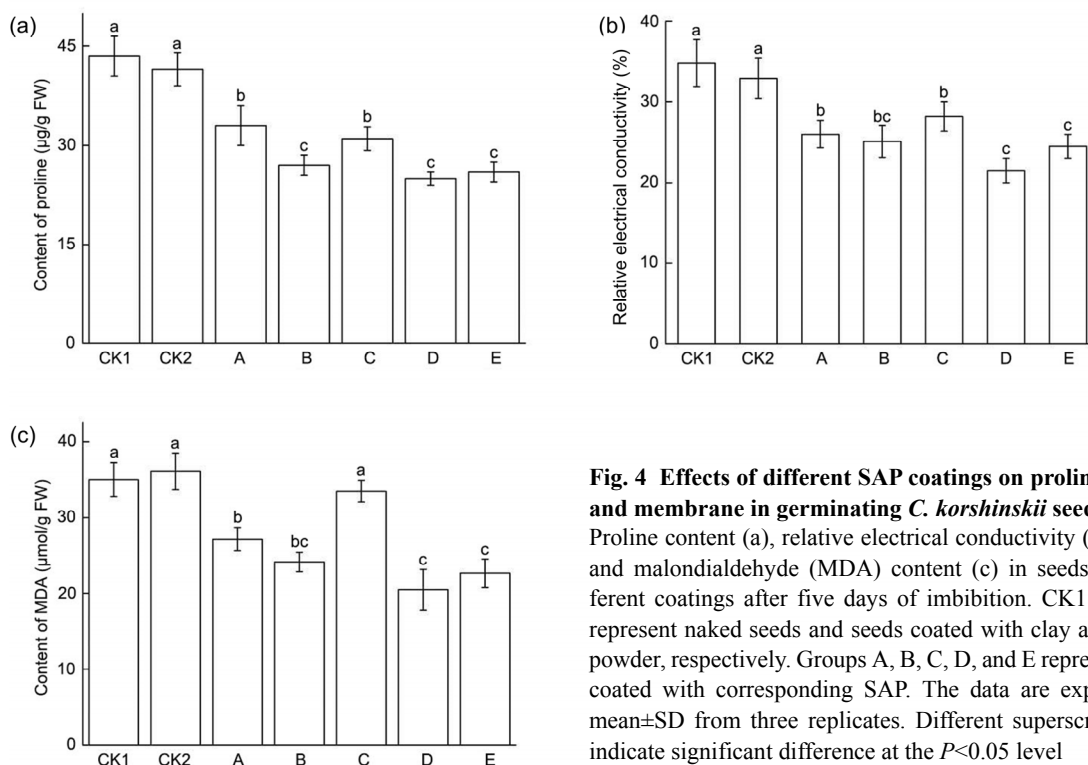 (a)
Content of proline (µg/g FW)
45
30
15
0
a
a
b
c
b
c
c
CK1 CK2 A B C D E
(b)
Relative electrical conductivity (%)
40
30
20
10
0
a
a
b
bc
b
c
c
CK1 CK2 A B C D E
(c)
Content of MDA (µmol/g FW)
40
30
20
10
0
a
a
b
bc
a
c
c
CK1 CK2 A B C D E
Fig. 4 Effects of different SAP coatings on
and membrane in germinating C. korshinskii
Proline content (a), relative electrical conductivity
and malondialdehyde (MDA) content (c) in seeds
ferent coatings after five days of imbibition. CK1
represent naked seeds and seeds coated with clay
powder, respectively. Groups A, B, C, D, and E
coated with corresponding SAP. The data are
mean±SD from three replicates. Different
indicate significant difference at the P<0.05 level